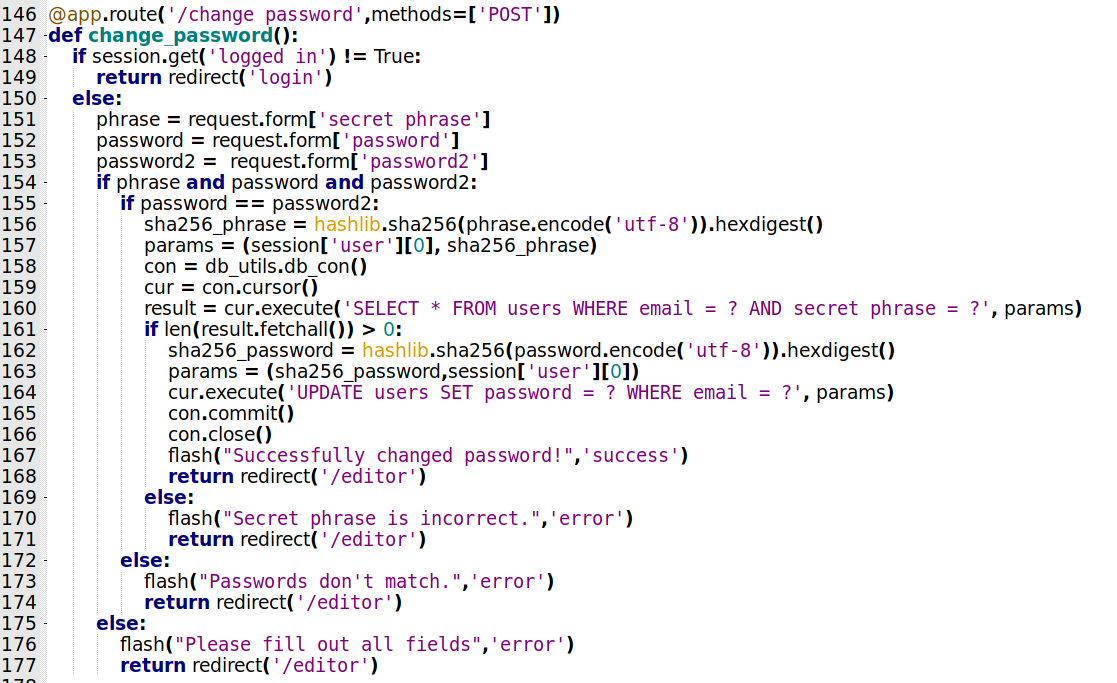 146 @app.route('/change password',methods=['POST'])
147 def change_password():
148 if session.get('logged in') != True:
149 return redirect('login')
150 else:
151 phrase = request.form['secret phrase']
152 password = request.form['password']
153 password2 =  request.form['password2']
154 if phrase and password and password2:
155 if password == password2:
156 sha256_phrase = hashlib.sha256(phrase.encode('utf-8')).hexdigest()
157 params = (session['user'][0], sha256_phrase)
158 con = db_utils.db_con()
159 cur = con.cursor()
160 result = cur.execute('SELECT * FROM users WHERE email = ? AND secret phrase = ?', params)
161 if len(result.fetchall()) > 0:
162 sha256_password = hashlib.sha256(password.encode('utf-8')).hexdigest()
163 params = (sha256_password,session['user'][0])
164 cur.execute('UPDATE users SET password = ? WHERE email = ?', params)
165 con.commit()
166 con.close()
167 flash("Successfully changed password!",'success')
168 return redirect('/editor')
169 else:
170 flash("Secret phrase is incorrect.",'error')
171 return redirect('/editor')
172 else:
173 flash("Passwords don't match.",'error')
174 return redirect('/editor')
175 else:
176 flash("Please fill out all fields",'error')
177 return redirect('/editor')